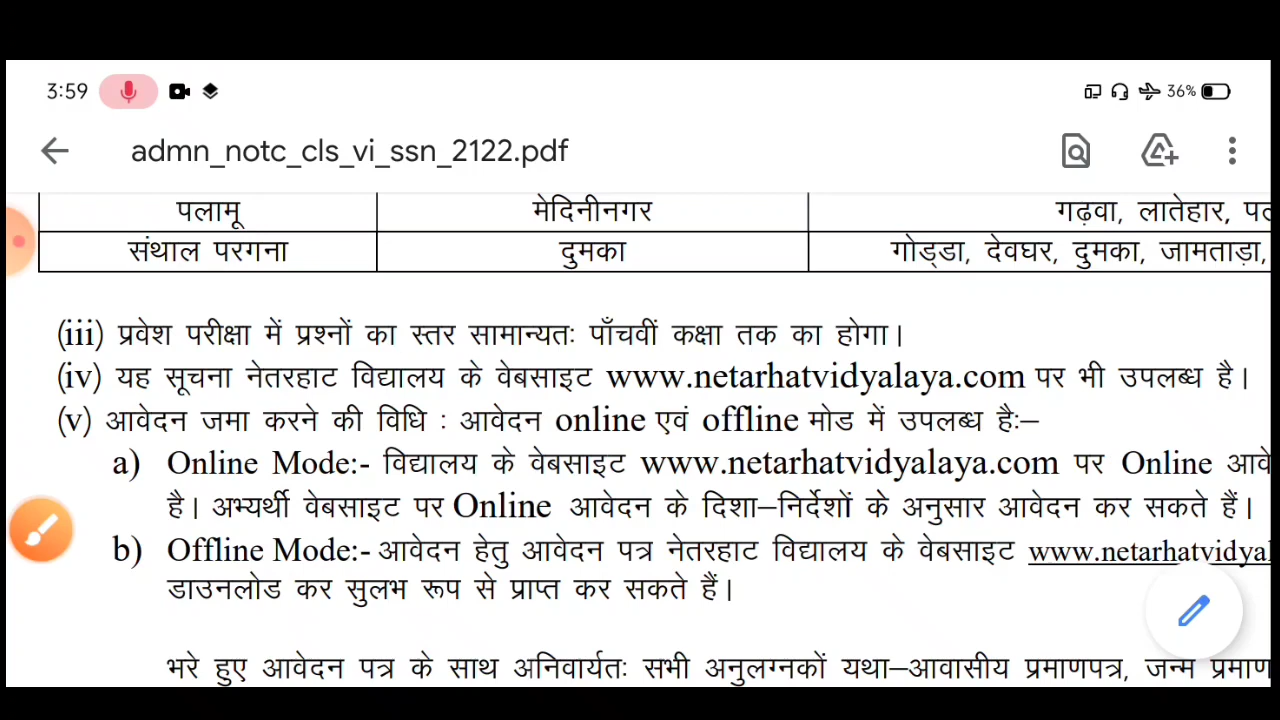 3:59
36%
admn_notc_cls_vi_ssn_2122.pdf
पलामू मेदिनीनगर गढ़वा, लातेहार,
संथाल परगना दुमका गोड्डा, देवघर, दुमका, जामताड़ा,
(iii) प्रवेश परीक्षा में प्रश्नों का स्तर सामान्यतः पाँचवीं कक्षा तक का होगा।
(iv) यह सूचना नेतरहाट विद्यालय के वेबसाइट www.netarhatvidyalaya.com पर भी उपलब्ध है।
(v) आवेदन जमा करने की विधि : आवेदन online एवं offline मोड में उपलब्ध है:–
a) Online Mode:- विद्यालय के वेबसाइट www.netarhatvidyalaya.com पर Online
है। अभ्यर्थी वेबसाइट पर Online आवेदन के दिशा–निर्देशों के अनुसार आवेदन कर सकते हैं।
b) Offline Mode:- आवेदन हेतु आवेदन पत्र नेतरहाट विद्यालय के वेबसाइट www.netarhatvidyal
डाउनलोड कर सुलभ रूप से प्राप्त कर सकते हैं।
भरे हुए आवेदन पत्र के साथ अनिवार्यतः सभी अनुलग्नकों यथा–आवासीय प्रमाणपत्र, जन्म प्रमाण